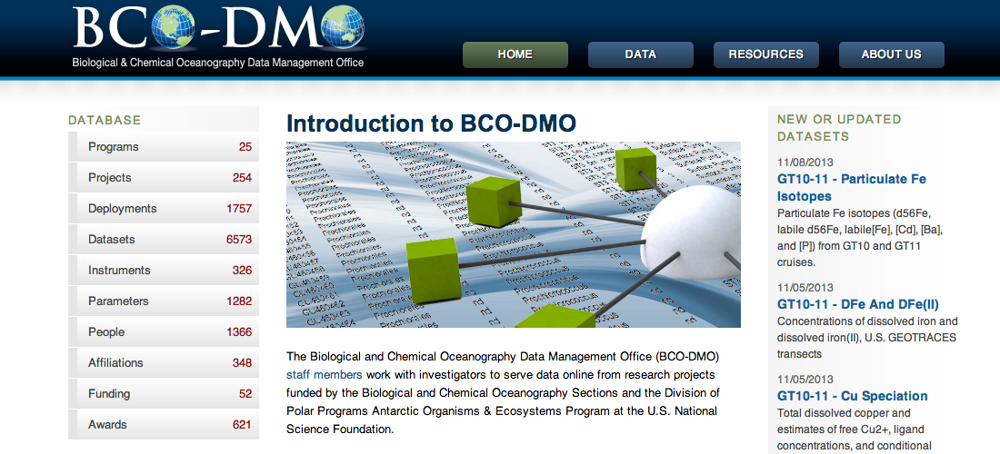 BCO-DMO
Biological & Chemical Oceanography Data Management Office
HOME
DATA
RESOURCES
ABOUT US
DATABASE
Programs 25
Projects 254
Deployments 1757
Datasets 6573
Instruments 326
Parameters 1282
People 1366
Affiliations 348
Funding 52
Awards 621
Introduction to BCO-DMO
The Biological and Chemical Oceanography Data Management Office (BCO-DMO)
staff members work with investigators to serve data online from research projects
funded by the Biological and Chemical Oceanography Sections and the Division of
Polar Programs Antarctic Organisms & Ecosystems Program at the U.S. National
Science Foundation.
NEW OR UPDATED
DATASETS
11/08/2013
GT10-11 - Particulate Fe
Isotopes
Particulate Fe isotopes (d56Fe,
labile d56Fe, labile[Fe], [Cd], [Ba],
and [P]) from GT10 and GT11
cruises.
11/05/2013
GT10-11 - DFe And DFe(II)
Concentrations of dissolved iron and
dissolved iron(II), U.S. GEOTRACES
transects
11/05/2013
GT10-11 - Cu Speciation
Total dissolved copper and
estimates of free Cu2+, ligand
concentrations, and conditional